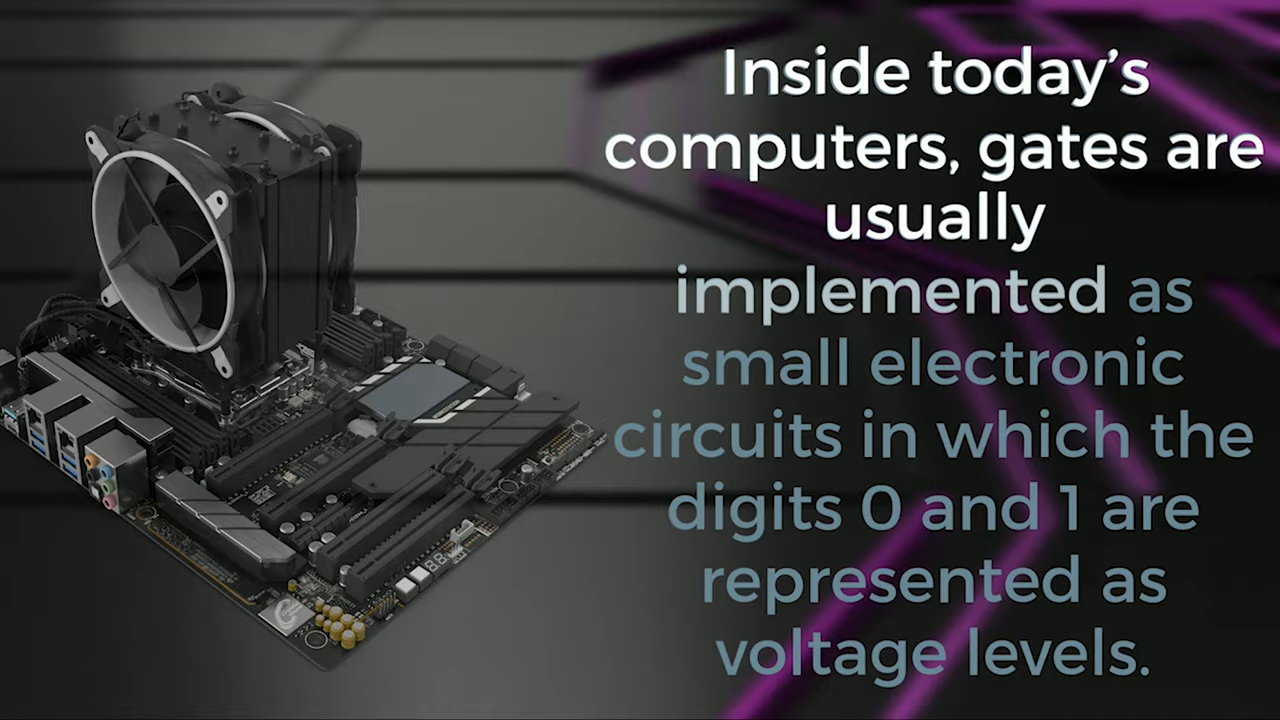 Inside today’s
computers, gates are
usually
implemented as
small electronic
circuits in which the
digits 0 and 1 are
represented as
voltage levels.